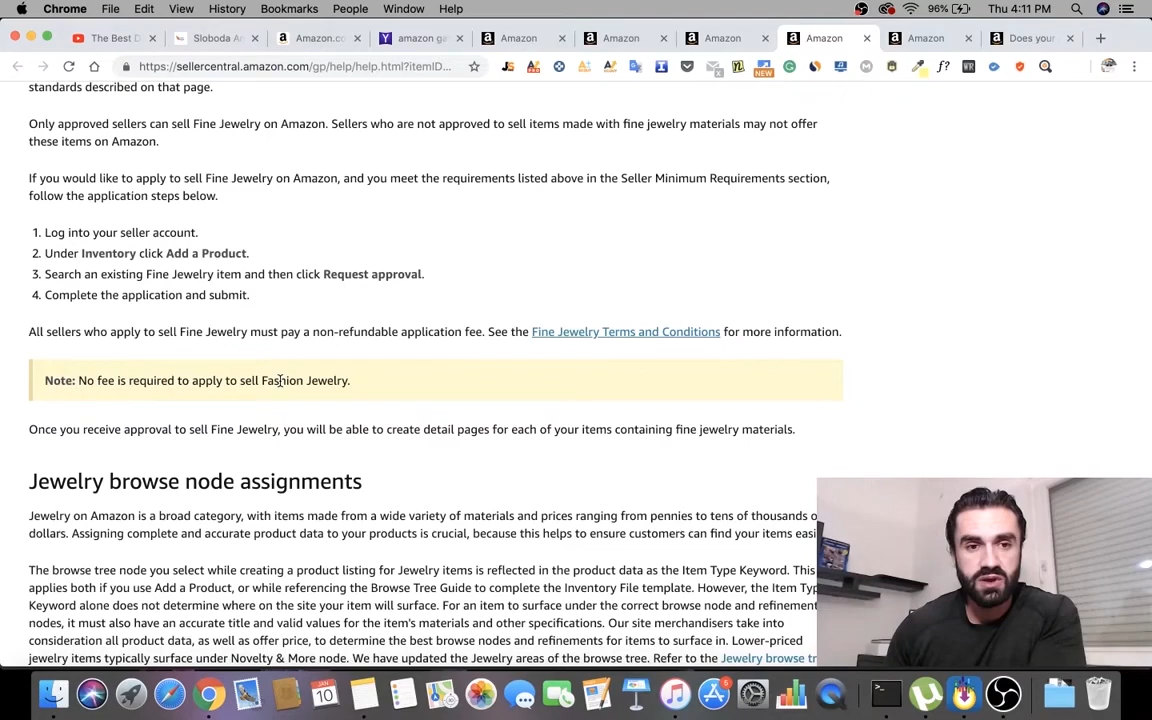 Chrome File Edit View History Bookmarks People Window Help 96% Thu 4:11 PM
The Best D Sloboda An Amazon.co amazon ga Amazon Amazon Amazon Amazon Amazon Does your
https://sellercentral.amazon.com/gp/help/help.html?itemID... NEW f? WR
standards described on that page.
Only approved sellers can sell Fine Jewelry on Amazon. Sellers who are not approved to sell items made with fine jewelry materials may not offer
these items on Amazon.
If you would like to apply to sell Fine Jewelry on Amazon, and you meet the requirements listed above in the Seller Minimum Requirements section,
follow the application steps below.
1. Log into your seller account.
2. Under Inventory click Add a Product.
3. Search an existing Fine Jewelry item and then click Request approval.
4. Complete the application and submit.
All sellers who apply to sell Fine Jewelry must pay a non-refundable application fee. See the Fine Jewelry Terms and Conditions for more information.
Note: No fee is required to apply to sell Fashion Jewelry.
Once you receive approval to sell Fine Jewelry, you will be able to create detail pages for each of your items containing fine jewelry materials.
Jewelry browse node assignments
Jewelry on Amazon is a broad category, with items made from a wide variety of materials and prices ranging from pennies to tens of thousands o
dollars. Assigning complete and accurate product data to your products is crucial, because this helps to ensure customers can find your items easi
The browse tree node you select while creating a product listing for Jewelry items is reflected in the product data as the Item Type Keyword. This
applies both if you use Add a Product, or while referencing the Browse Tree Guide to complete the Inventory File template. However, the Item Typ
Keyword alone does not determine where on the site your item will surface. For an item to surface under the correct browse node and refinement
nodes, it must also have an accurate title and valid values for the item's materials and other specifications. Our site merchandisers take into
consideration all product data, as well as offer price, to determine the best browse nodes and refinements for items to surface in. Lower-priced
jewelry items typically surface under Novelty & More node. We have updated the Jewelry areas of the browse tree. Refer to the Jewelry browse tr
JAN
10
5